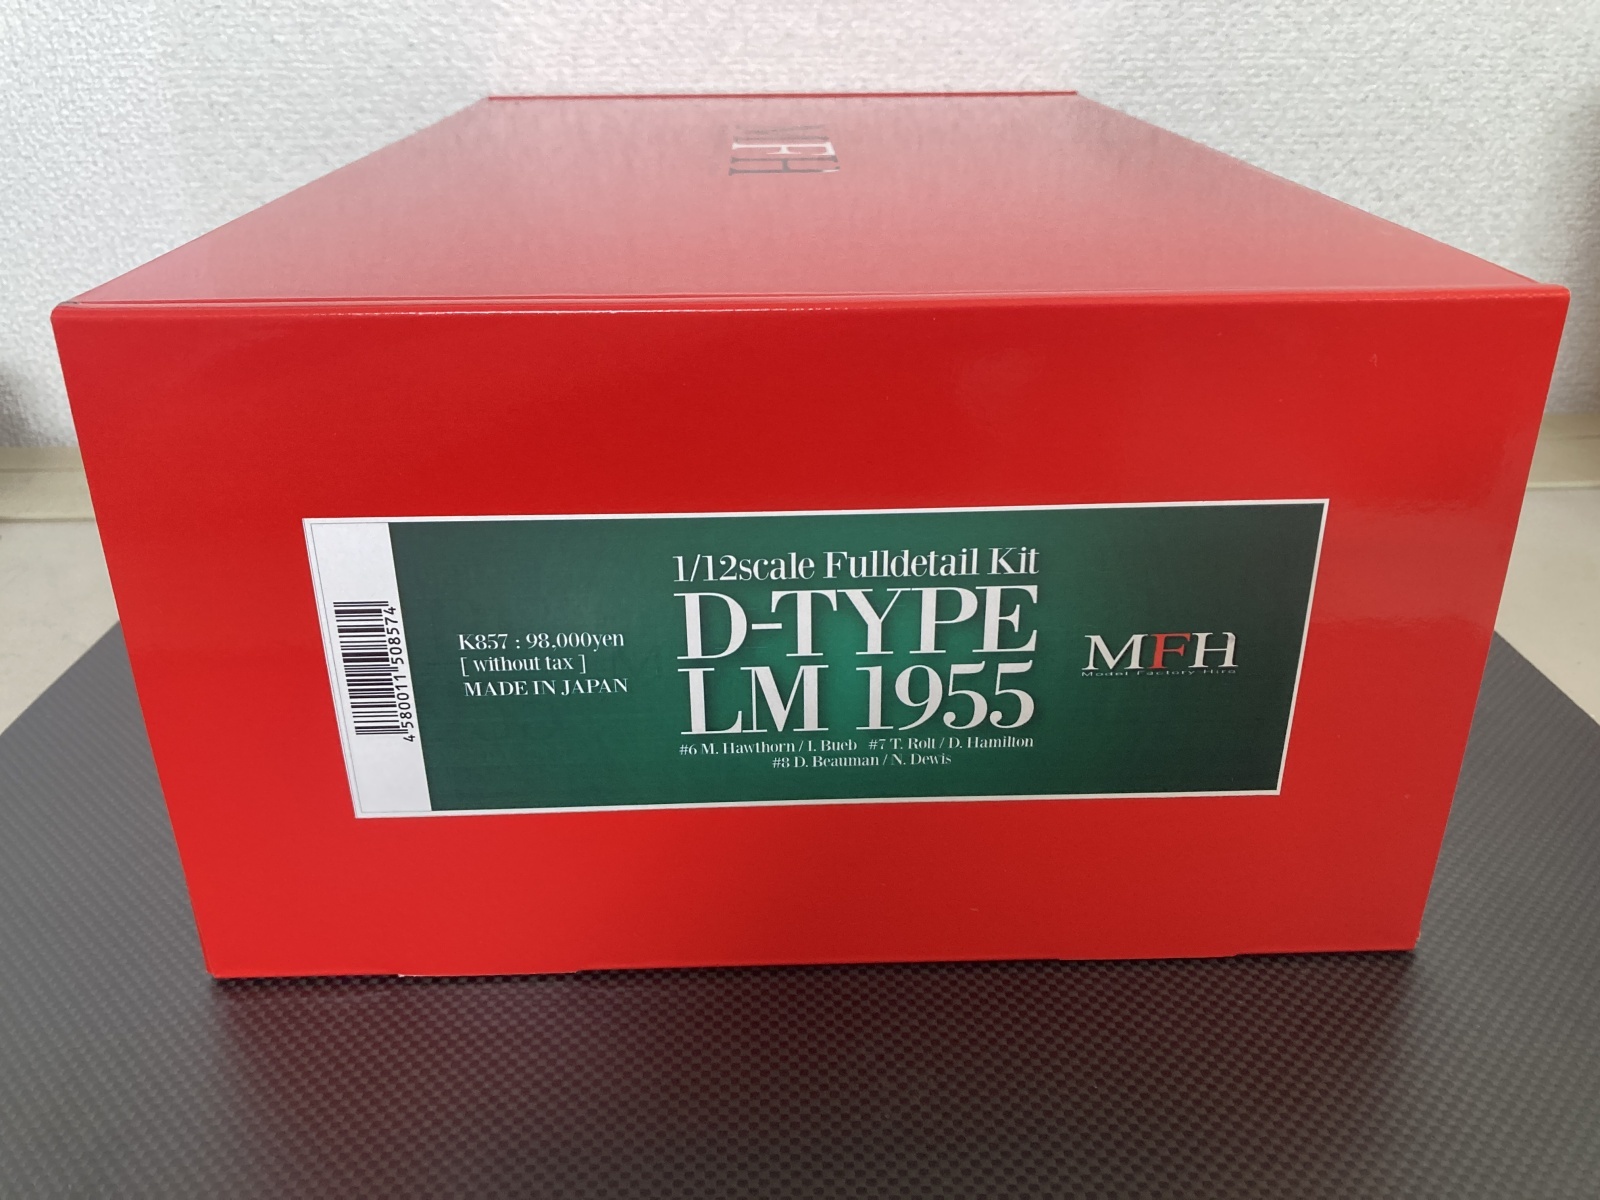 MFH
4580011508574
K857 : 98,000yen
[ without tax ]
MADE IN JAPAN
1/12scale Fulldetail Kit
D-TYPE
LM 1955
#6 M. Hawthorn / I. Bueb #7 T. Rolt / D. Hamilton
#8 D. Beauman / N. Dewis
MFH
Model Factory Hiro